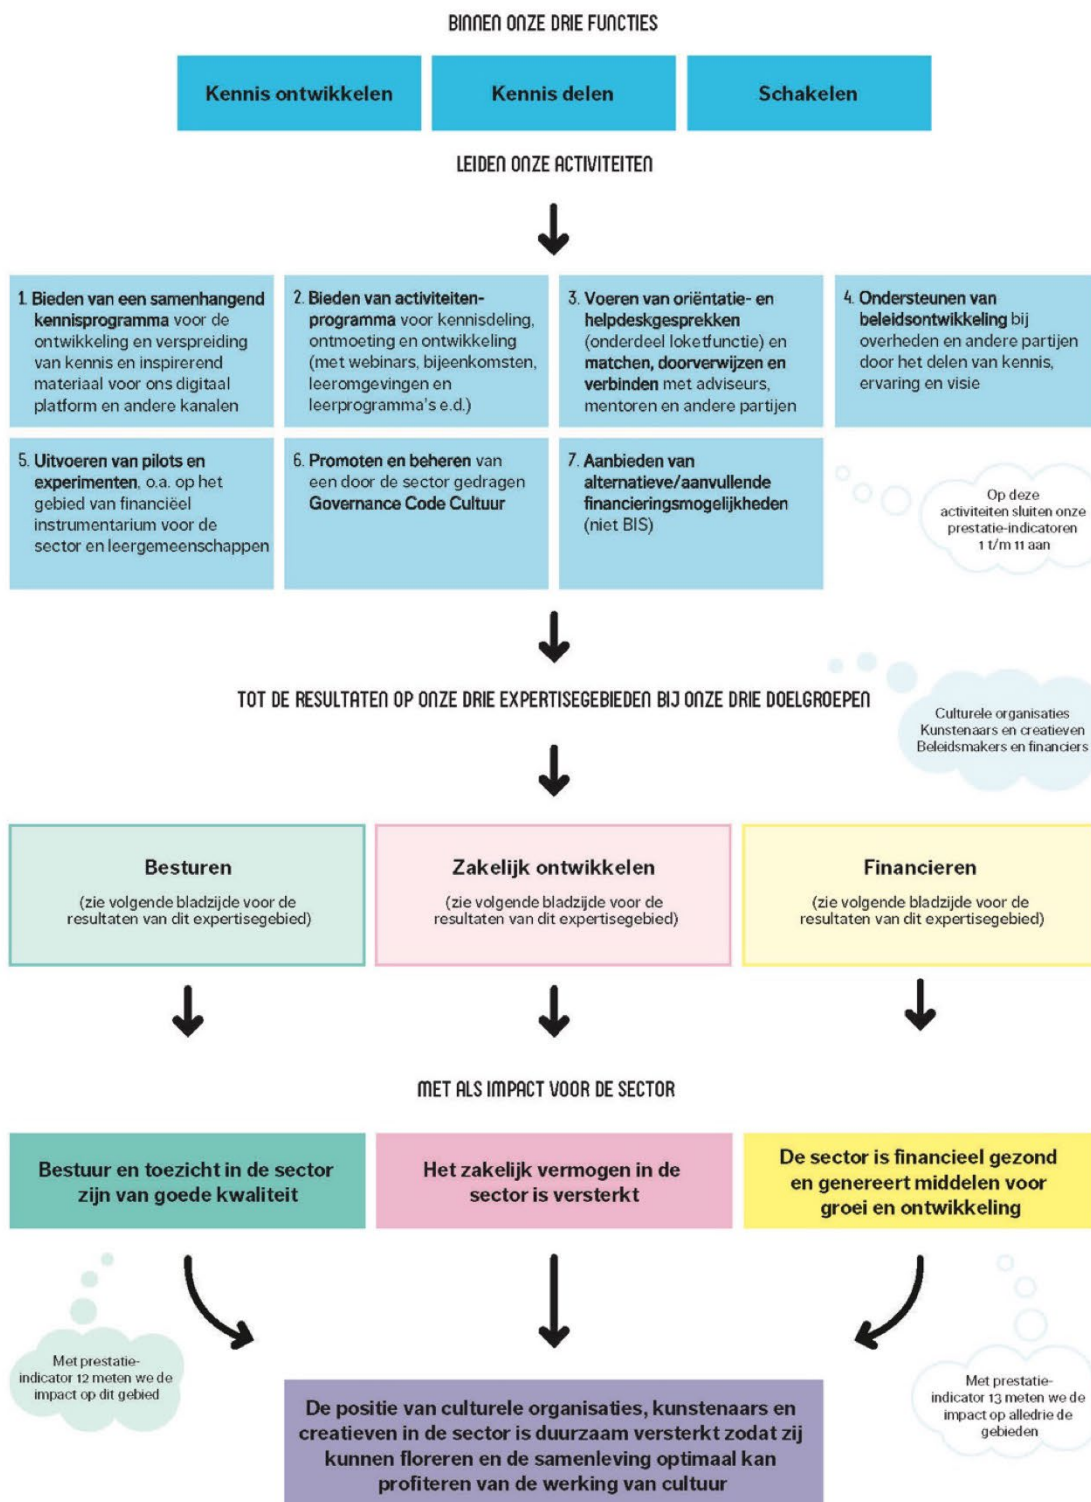 BINNEN ONZE DRIE FUNCTIES
Kennis ontwikkelen
Kennis delen
Schakelen
LEIDEN ONZE ACTIVITEITEN
1. Bieden van een samenhangend
kennisprogramma voor de
ontwikkeling en verspreiding
van kennis en inspirerend
materiaal voor ons digitaal
platform en andere kanalen
2. Bieden van activiteiten-
programma voor kennisdeling,
ontmoeting en ontwikkeling
(met webinars, bijeenkomsten,
leeromgevingen en
leerprogramma's e.d.)
3. Voeren van oriëntatie- en
helpdeskgesprekken
(onderdeel loketfunctie) en
matchen, doorverwijzen en
verbinden met adviseurs,
mentoren en andere partijen
4. Ondersteunen van
beleidsontwikkeling bij
overheden en andere partijen
door het delen van kennis,
ervaring en visie
5. Uitvoeren van pilots en
experimenten, o.a. op het
gebied van financiëel
instrumentarium voor de
sector en leergemeenschappen
6. Promoten en beheren van
een door de sector gedragen
Governance Code Cultuur
7. Aanbieden van
alternatieve/aanvullende
financieringsmogelijkheden
(niet BIS)
Op deze
activiteiten sluiten onze
prestatie-indicatoren
1 t/m 11 aan
TOT DE RESULTATEN OP ONZE DRIE EXPERTISEGEBIEDEN BIJ ONZE DRIE DOELGROEPEN
Culturele organisaties
Kunstenaars en creatieven
Beleidsmakers en financiers
Besturen
(zie volgende bladzijde voor de
resultaten van dit expertisegebied)
Zakelijk ontwikkelen
(zie volgende bladzijde voor de
resultaten van dit expertisegebied)
Financieren
(zie volgende bladzijde voor de
resultaten van dit expertisegebied)
MET ALS IMPACT VOOR DE SECTOR
Bestuur en toezicht in de sector
zijn van goede kwaliteit
Het zakelijk vermogen in de
sector is versterkt
De sector is financieel gezond
en genereert middelen voor
groei en ontwikkeling
Met prestatie-
indicator 12 meten we de
impact op dit gebied
Met prestatie-
indicator 13 meten we de
impact op alledrie de
gebieden
De positie van culturele organisaties, kunstenaars en
creatieven in de sector is duurzaam versterkt zodat zij
kunnen floreren en de samenleving optimaal kan
profiteren van de werking van cultuur